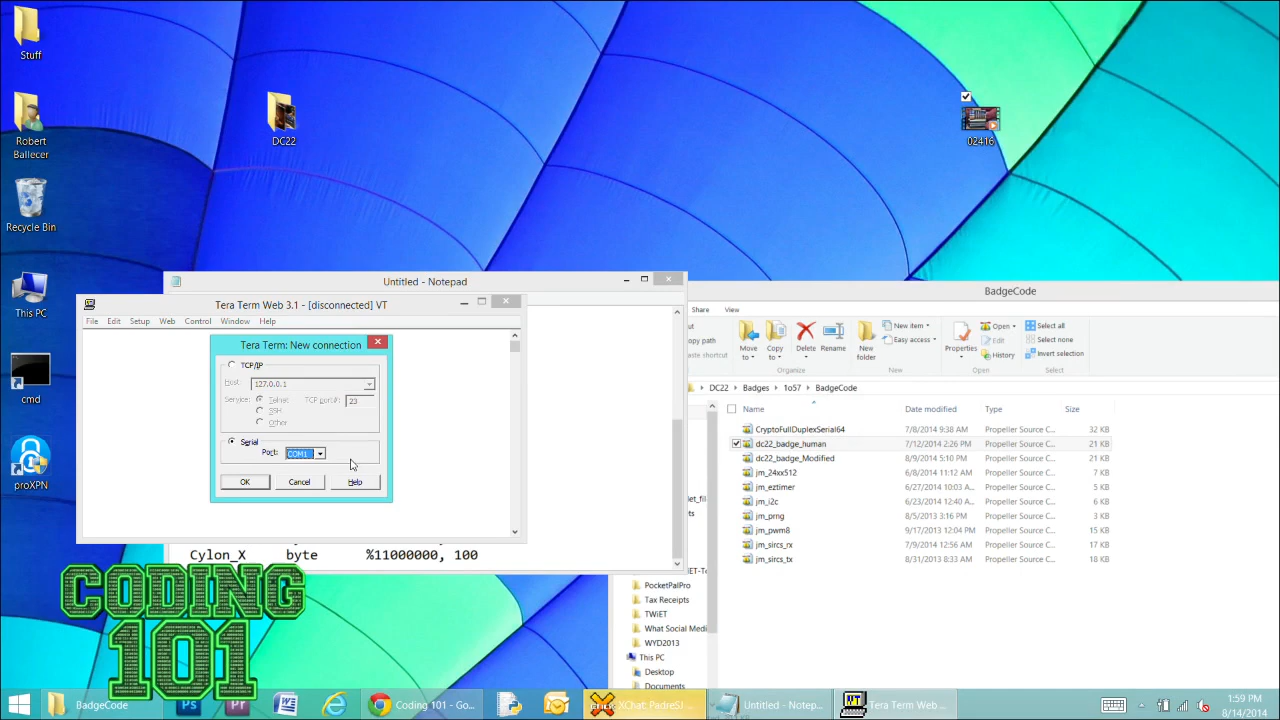 Stuff
DC22
02416
Robert
Ballecer
Recycle Bin
This PC
cmd
proXPN
Untitled - Notepad
Tera Term Web 3.1 - [disconnected] VT
File Edit Setup Web Control Window Help
Tera Term: New connection
TCP/IP
Host 127.0.0.1
Service: Telnet TCP port#: 23
SSH
Other
Serial
Port: COM1
OK Cancel Help
Cylon_X byte %11000000, 100
BadgeCode
Share View
ut
opy path
aste shortcut
Move
to
Copy
to
Delete
Rename
New
folder
New item
Easy access
Properties
Open
Edit
History
Select all
Select none
Invert selection
Organize New Open Select
DC22 Badges 1o57 BadgeCode
Name Date modified Type Size
CryptoFullDuplexSerial64 7/8/2014 9:38 AM Propeller Source C... 32 KB
dc22_badge_human 7/12/2014 2:26 PM Propeller Source C... 21 KB
dc22_badge_Modified 8/9/2014 5:10 PM Propeller Source C... 21 KB
jm_24xx512 6/8/2014 11:12 AM Propeller Source C... 7 KB
jm_eztimer 6/27/2014 10:03 ... Propeller Source C... 6 KB
jm_i2c 6/23/2014 12:40 ... Propeller Source C... 6 KB
jm_prng 8/5/2013 3:16 PM Propeller Source C... 3 KB
jm_pwm8 9/17/2013 12:04 PM Propeller Source C... 15 KB
jm_sircs_rx 7/9/2014 12:56 AM Propeller Source C... 17 KB
jm_sircs_tx 8/31/2013 8:33 AM Propeller Source C... 10 KB
PocketPalPro
Tax Receipts
TWiET
What Social Medi
WYD2013
This PC
Desktop
Documents
CODING
101
BadgeCode
Ps
Pr
Coding 101 - Go...
XChat: PadreSJ ...
Untitled - Notep...
Tera Term Web ...
1:59 PM
8/14/2014